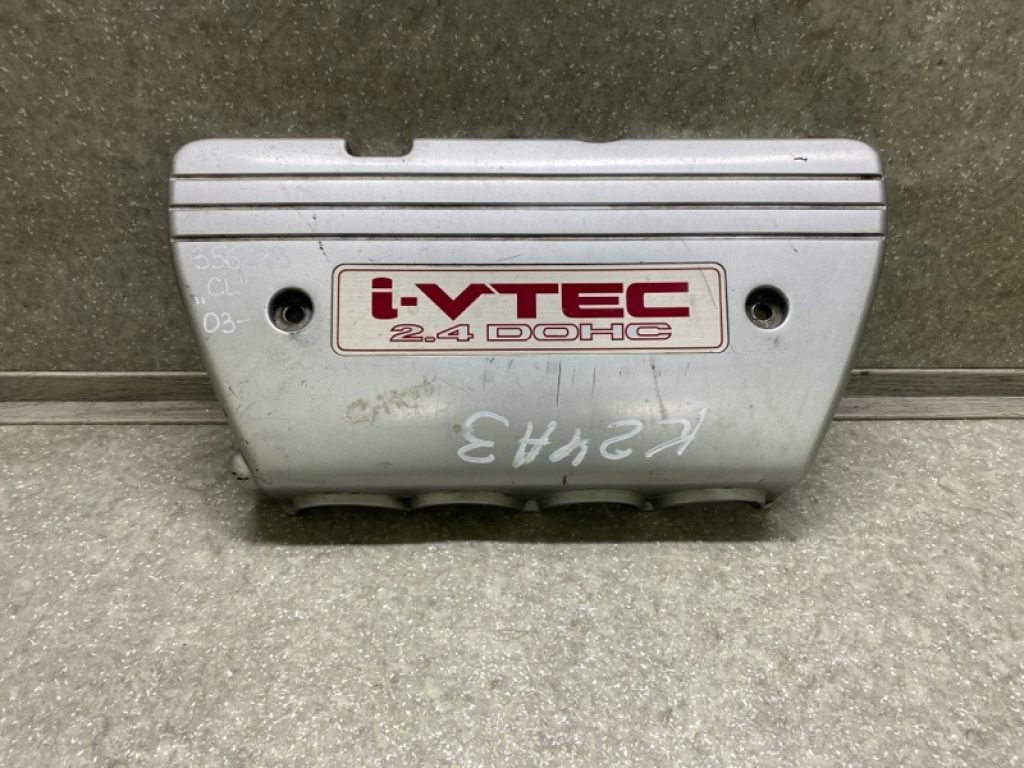 "CL"
03-
i-VTEC
2.4 DOHC
K24A3